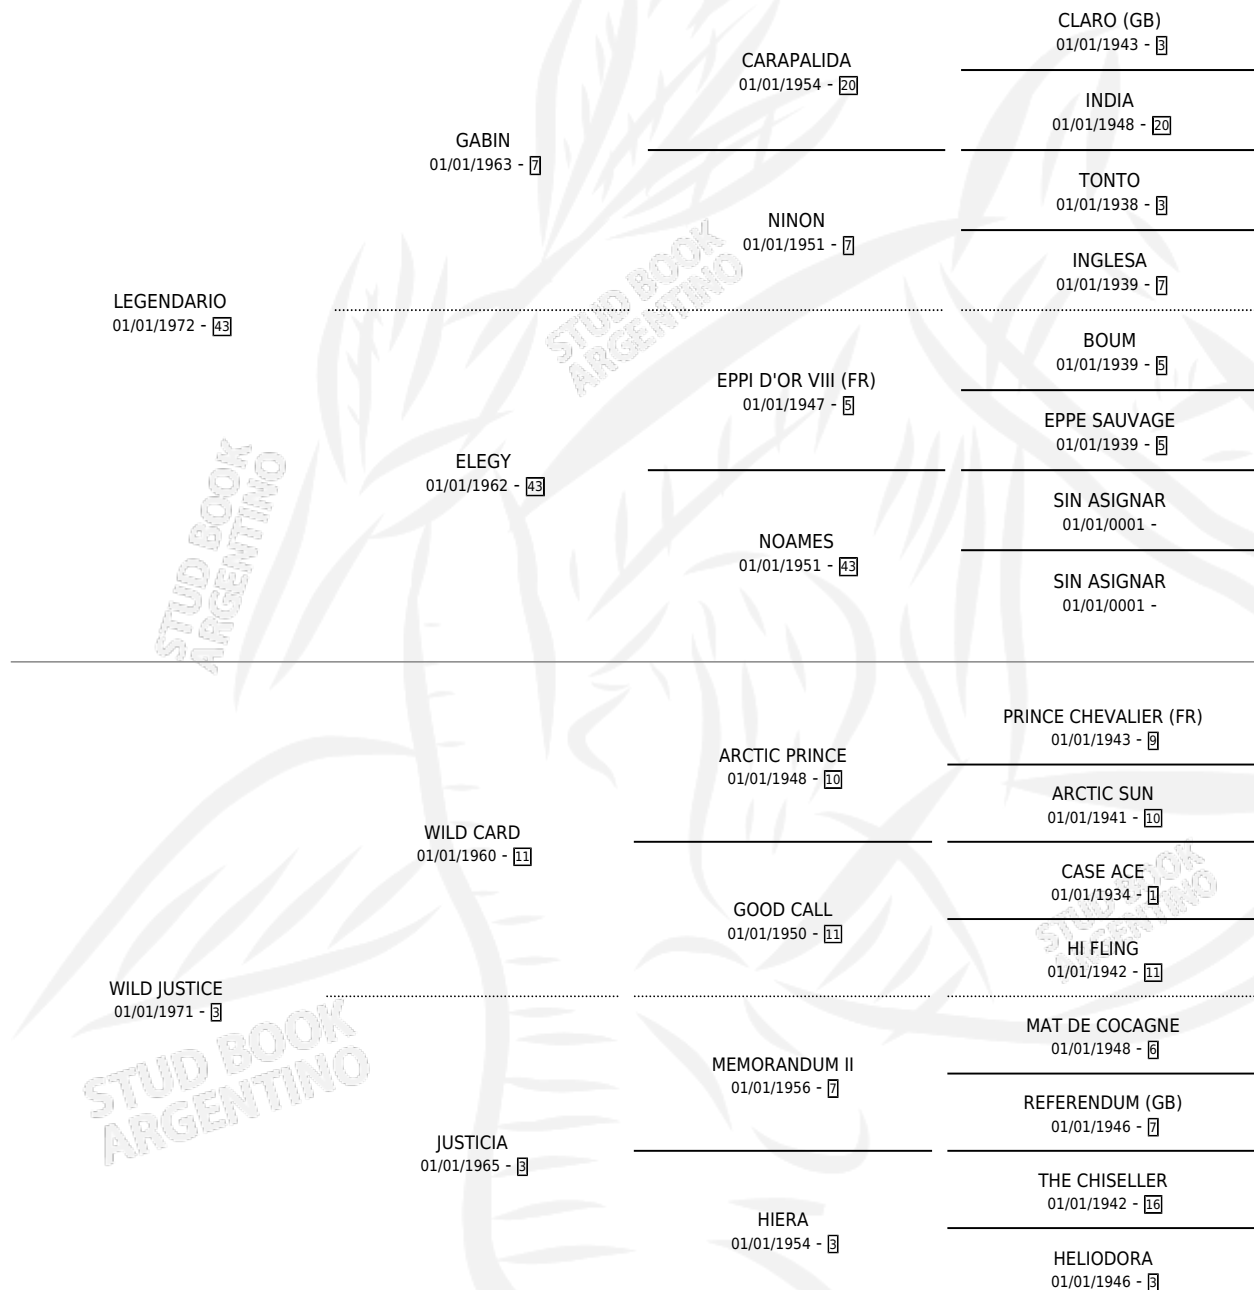 CLARO (GB)
01/01/1943 - 3
CARAPALIDA
01/01/1954 - 20
INDIA
01/01/1948 - 20
GABIN
01/01/1963 - 7
TONTO
01/01/1938 - 3
NINON
01/01/1951 - 7
INGLESA
01/01/1939 - 7
LEGENDARIO
01/01/1972 - 43
BOUM
01/01/1939 - 5
EPPI D'OR VIII (FR)
01/01/1947 - 5
EPPE SAUVAGE
01/01/1939 - 5
ELEGY
01/01/1962 - 43
SIN ASIGNAR
01/01/0001 -
NOAMES
01/01/1951 - 43
SIN ASIGNAR
01/01/0001 -
PRINCE CHEVALIER (FR)
01/01/1943 - 9
ARCTIC PRINCE
01/01/1948 - 10
ARCTIC SUN
01/01/1941 - 10
WILD CARD
01/01/1960 - 11
CASE ACE
01/01/1934 - 1
GOOD CALL
01/01/1950 - 11
HI FLING
01/01/1942 - 11
WILD JUSTICE
01/01/1971 - 3
MAT DE COCAGNE
01/01/1948 - 6
MEMORANDUM II
01/01/1956 - 7
REFERENDUM (GB)
01/01/1946 - 7
JUSTICIA
01/01/1965 - 3
THE CHISELLER
01/01/1942 - 16
HIERA
01/01/1954 - 3
HELIODORA
01/01/1946 - 3
STUD BOOK
ARGENTINO
STUD BOOK
ARGENTINO
STUD BOOK
ARGENTINO
STUD BOOK
ARGENTINO